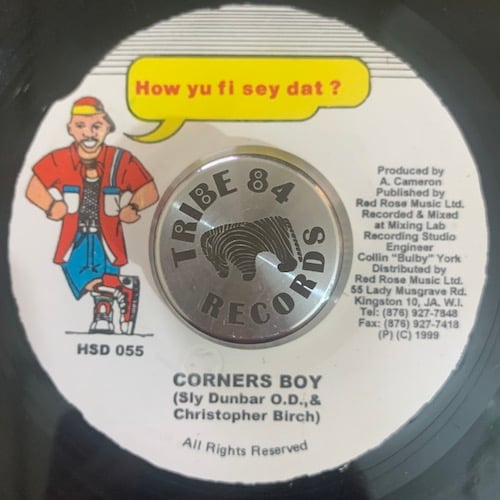 How yu fi sey dat ?
TRIBE 84
RECORDS
Produced by
A. Cameron
Published by
Red Rose Music Ltd.
Recorded & Mixed
at Mixing Lab
Recording Studio
Engineer
Collin "Bulby" York
Distributed by
Red Rose Music Ltd.
55 Lady Musgrave Rd.
Kingston 10, JA. W.I.
Tel: (876) 927-7848
Fax: (876) 927-7418
(P) (C) 1999
HSD 055
CORNERS BOY
(Sly Dunbar O.D.,&
Christopher Birch)
All Rights Reserved